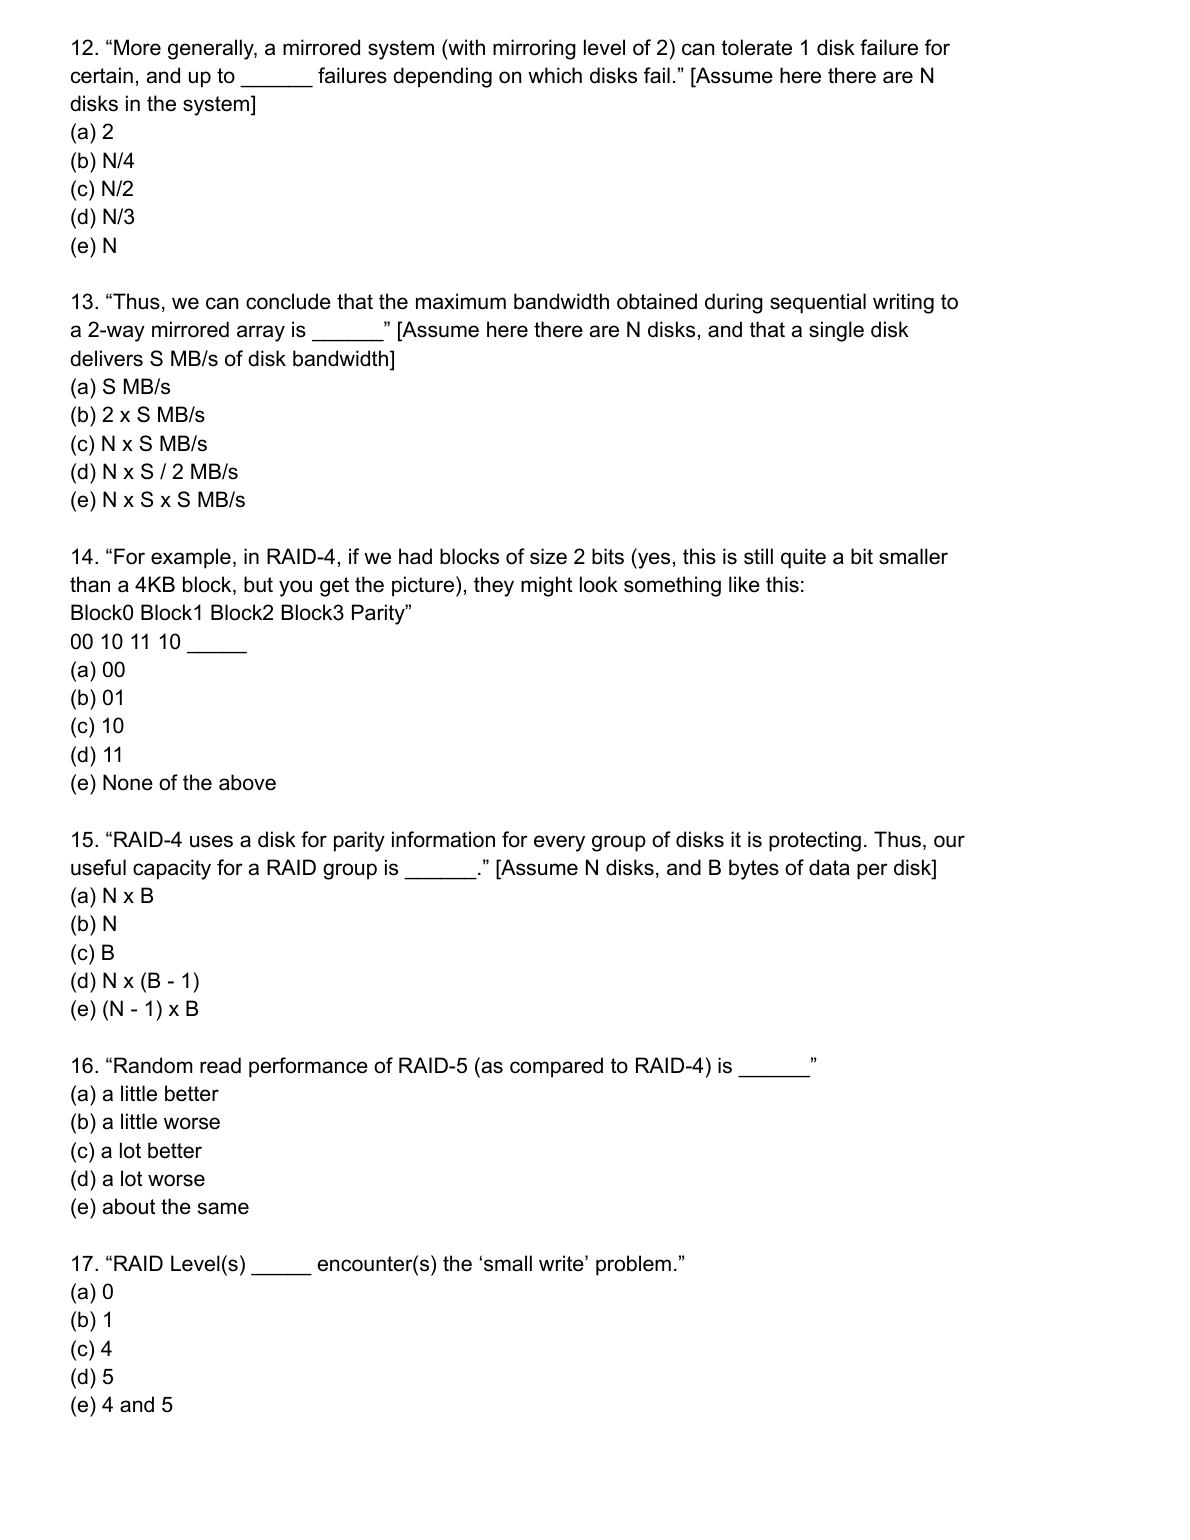 12. “More generally, a mirrored system (with mirroring level of 2) can tolerate 1 disk failure for
certain, and up to ______ failures depending on which disks fail.” [Assume here there are N
disks in the system]
(a) 2
(b) N/4
(c) N/2
(d) N/3
(e) N
13. “Thus, we can conclude that the maximum bandwidth obtained during sequential writing to
a 2-way mirrored array is ______” [Assume here there are N disks, and that a single disk
delivers S MB/s of disk bandwidth]
(a) S MB/s
(b) 2 x S MB/s
(c) N x S MB/s
(d) N x S / 2 MB/s
(e) N x S x S MB/s
14. “For example, in RAID-4, if we had blocks of size 2 bits (yes, this is still quite a bit smaller
than a 4KB block, but you get the picture), they might look something like this:
Block0 Block1 Block2 Block3 Parity”
00 10 11 10 _____
(a) 00
(b) 01
(c) 10
(d) 11
(e) None of the above
15. “RAID-4 uses a disk for parity information for every group of disks it is protecting. Thus, our
useful capacity for a RAID group is ______.” [Assume N disks, and B bytes of data per disk]
(a) N x B
(b) N
(c) B
(d) N x (B - 1)
(e) (N - 1) x B
16. “Random read performance of RAID-5 (as compared to RAID-4) is ______”
(a) a little better
(b) a little worse
(c) a lot better
(d) a lot worse
(e) about the same
17. “RAID Level(s) _____ encounter(s) the ‘small write’ problem.”
(a) 0
(b) 1
(c) 4
(d) 5
(e) 4 and 5